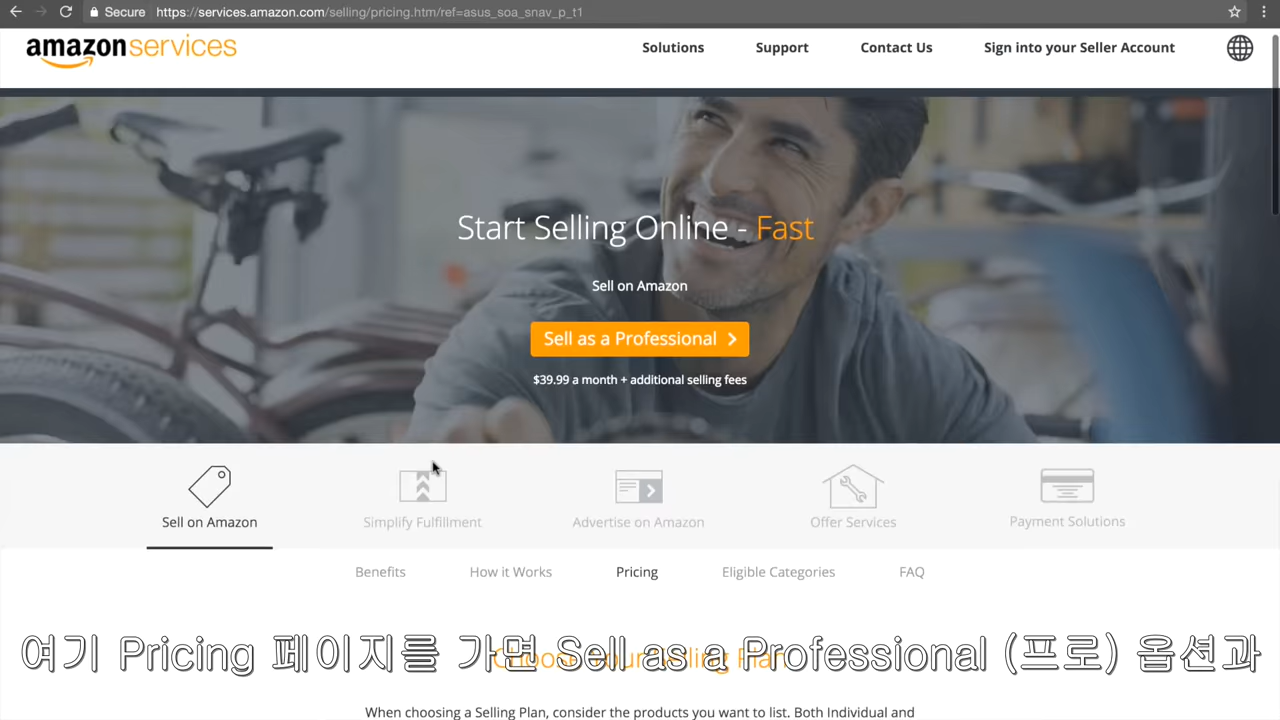 Secure https://services.amazon.com/selling/pricing.htm/ref=asus_soa_snav_p_t1
amazonservices Solutions Support Contact Us Sign into your Seller Account
Start Selling Online - Fast
Sell on Amazon
Sell as a Professional
$39.99 a month + additional selling fees
Sell on Amazon Simplify Fulfillment Advertise on Amazon Offer Services Payment Solutions
Benefits How it Works Pricing Eligible Categories FAQ
Choose Your Selling Plan
여기 Pricing 페이지를 가면 Sell as a Professional (프로) 옵션과
When choosing a Selling Plan, consider the products you want to list. Both Individual and